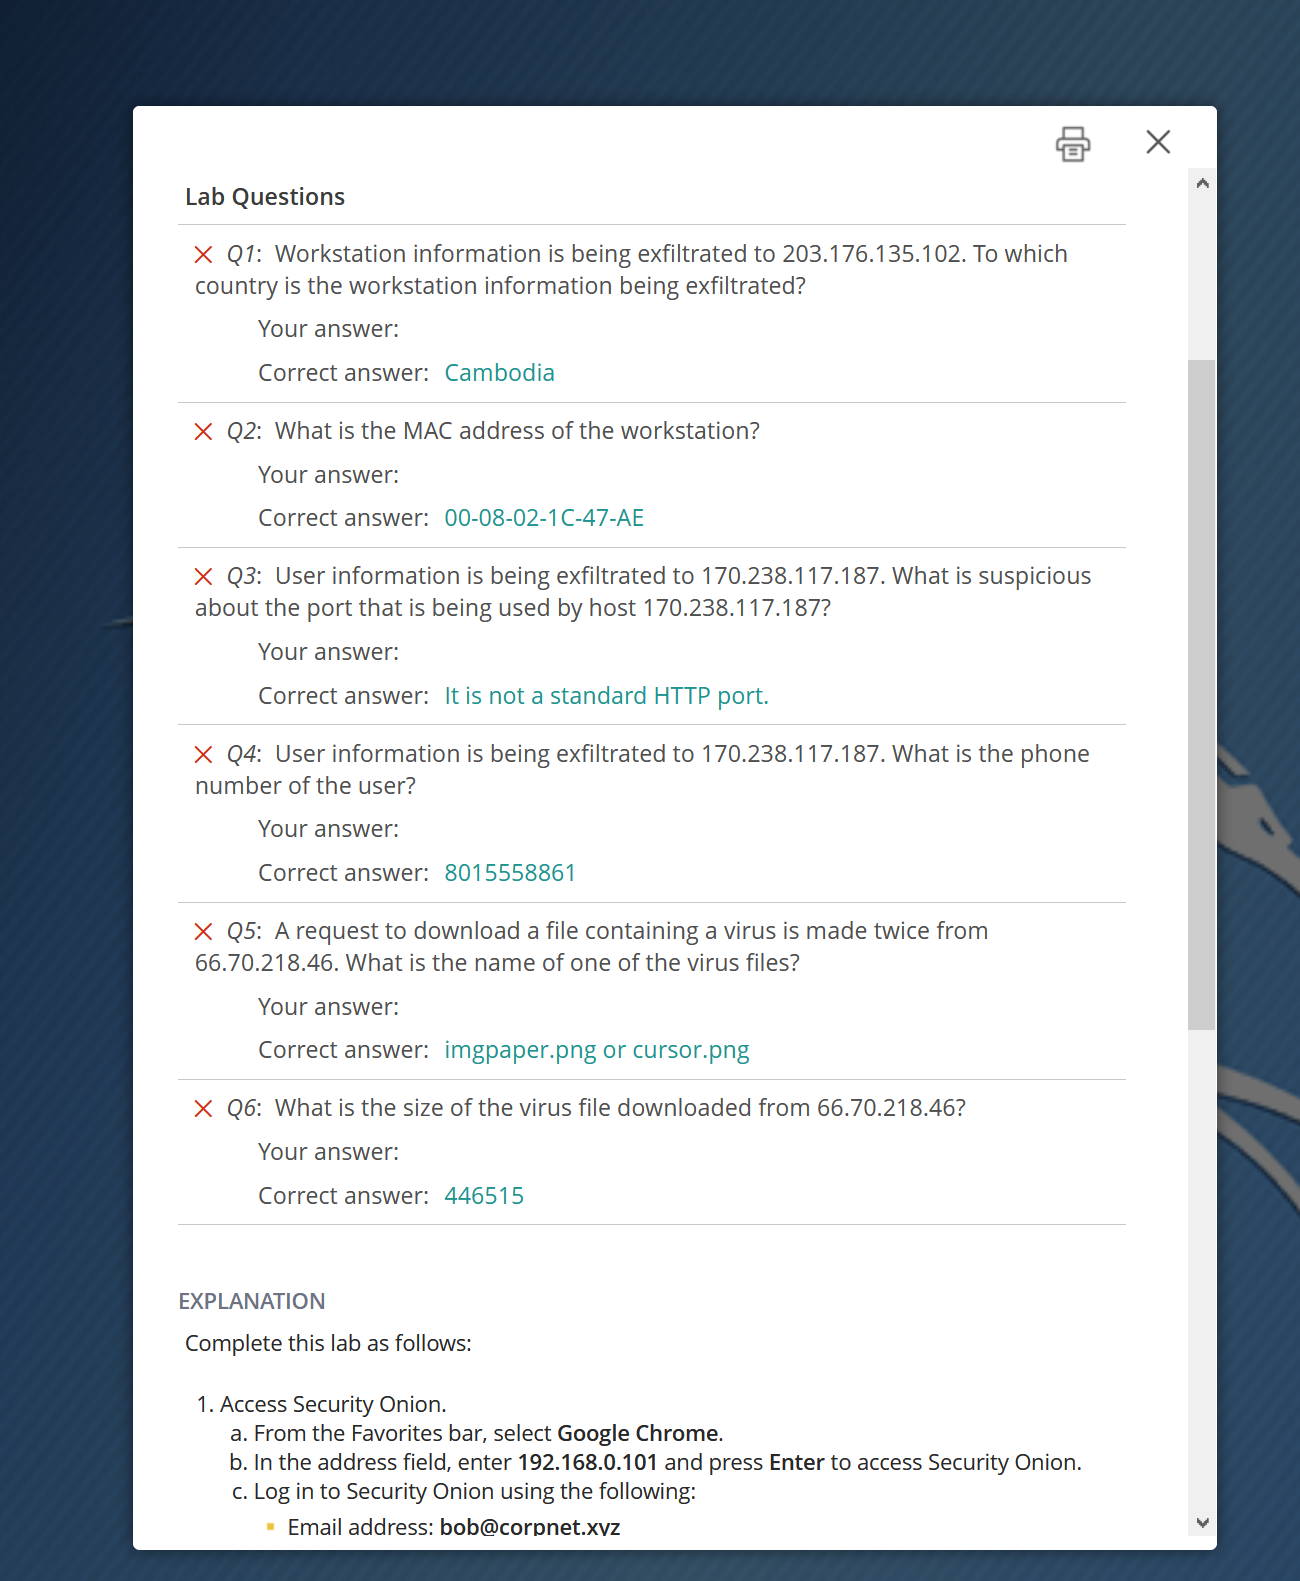 Lab Questions
Q1: Workstation information is being exfiltrated to 203.176.135.102. To which
country is the workstation information being exfiltrated?
Your answer:
Correct answer: Cambodia
Q2: What is the MAC address of the workstation?
Your answer:
Correct answer: 00-08-02-1C-47-AE
Q3: User information is being exfiltrated to 170.238.117.187. What is suspicious
about the port that is being used by host 170.238.117.187?
Your answer:
Correct answer: It is not a standard HTTP port.
Q4: User information is being exfiltrated to 170.238.117.187. What is the phone
number of the user?
Your answer:
Correct answer: 8015558861
Q5: A request to download a file containing a virus is made twice from
66.70.218.46. What is the name of one of the virus files?
Your answer:
Correct answer: imgpaper.png or cursor.png
Q6: What is the size of the virus file downloaded from 66.70.218.46?
Your answer:
Correct answer: 446515
EXPLANATION
Complete this lab as follows:
1. Access Security Onion.
a. From the Favorites bar, select Google Chrome.
b. In the address field, enter 192.168.0.101 and press Enter to access Security Onion.
c. Log in to Security Onion using the following:
Email address: bob@corpnet.xyz